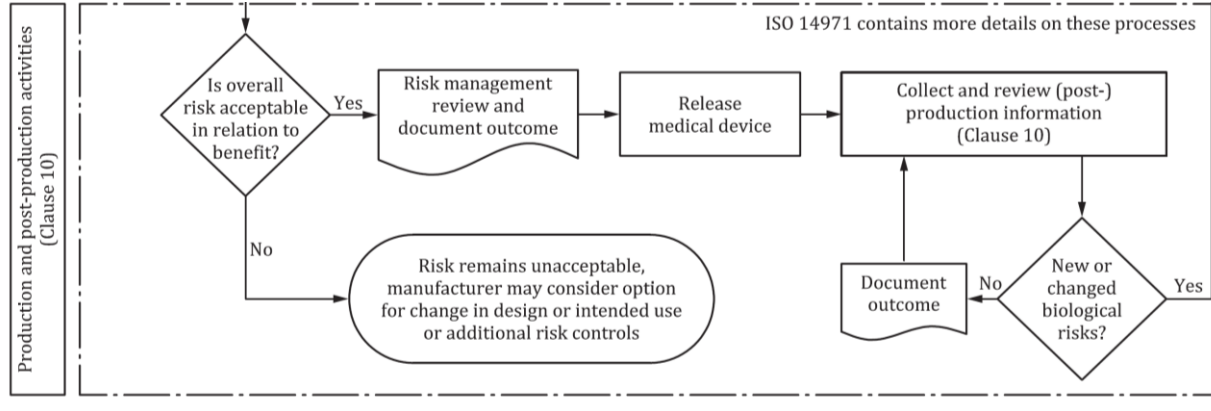 Production and post-production activities
(Clause 10)
ISO 14971 contains more details on these processes
Is overall
risk acceptable
in relation to
benefit?
Yes
Risk management
review and
document outcome
Release
medical device
Collect and review (post-)
production information
(Clause 10)
No
Risk remains unacceptable,
manufacturer may consider option
for change in design or intended use
or additional risk controls
Document
outcome
No
New or
changed
biological
risks?
Yes